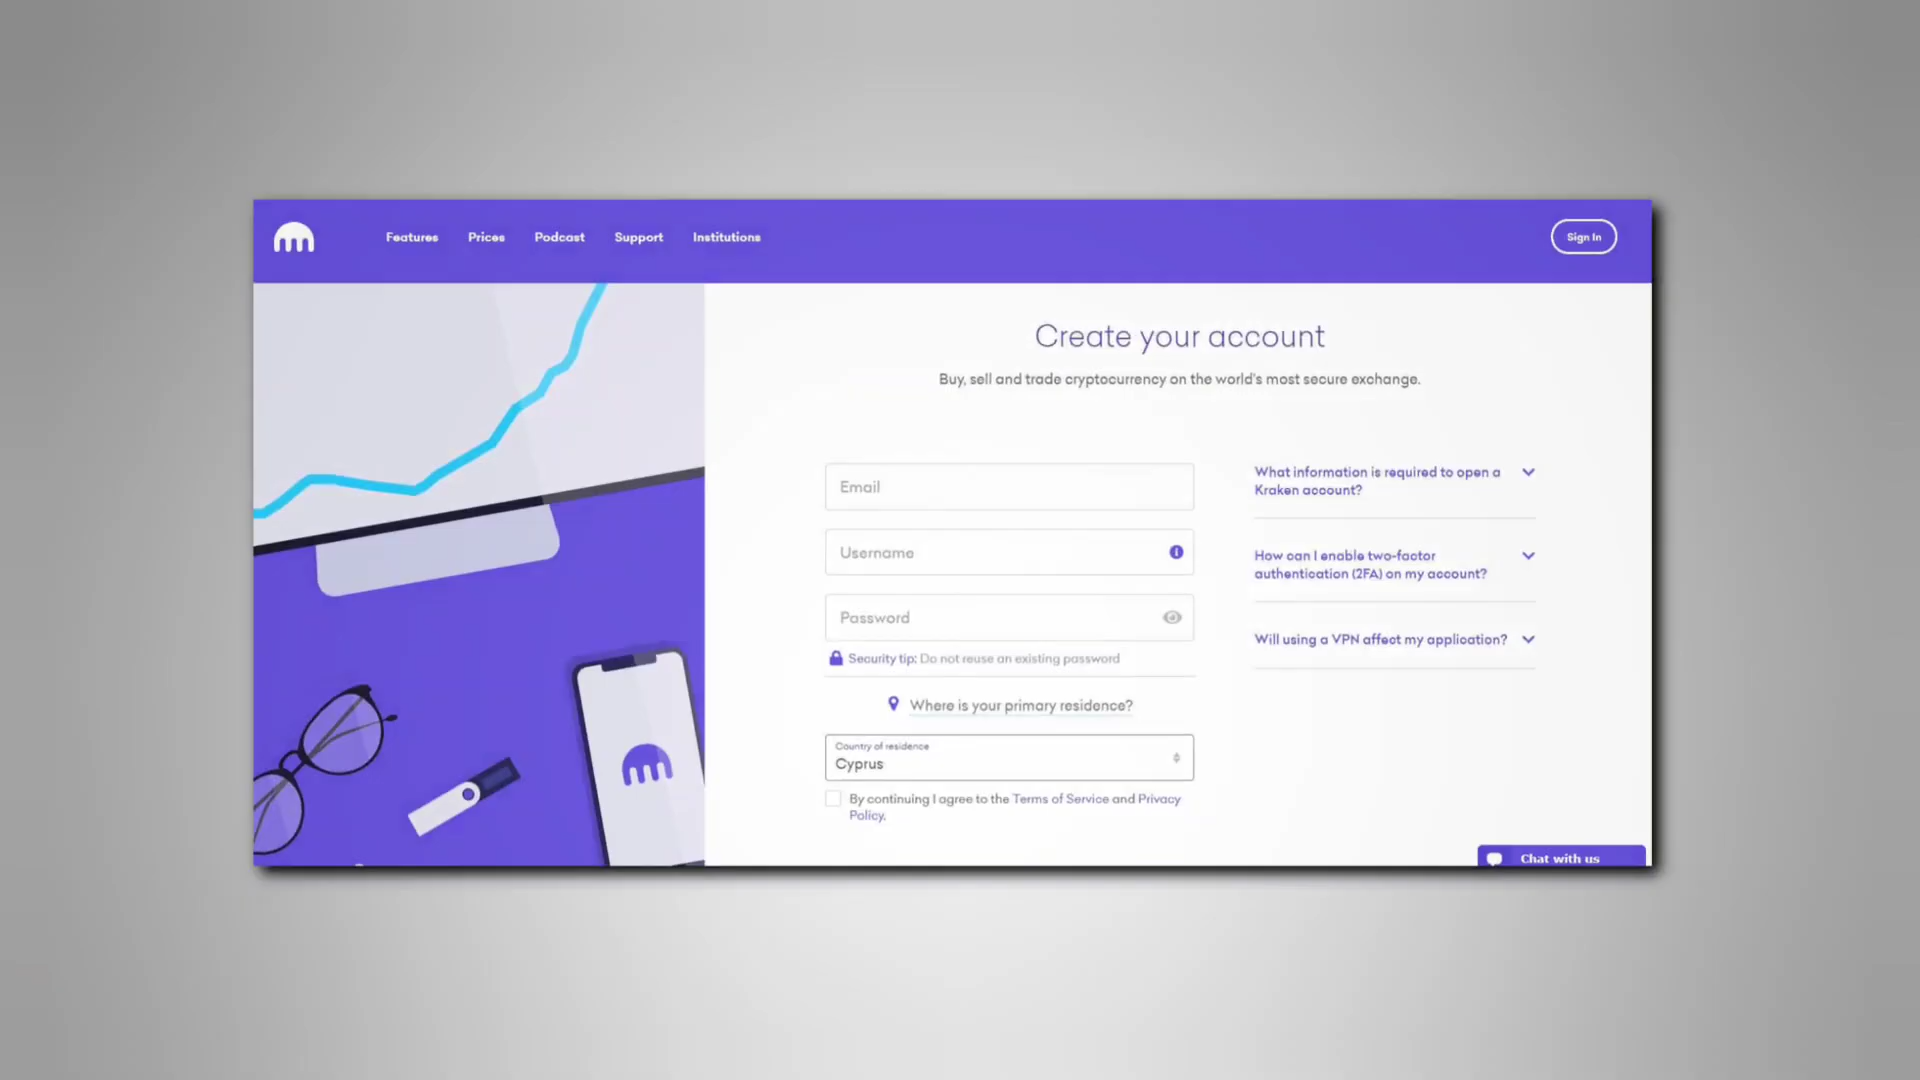 Features Prices Podcast Support Institutions Sign In
Create your account
Buy, sell and trade cryptocurrency on the world's most secure exchange.
Email
Username
Password
Security tip: Do not reuse an existing password
Where is your primary residence?
Country of residence
Cyprus
By continuing I agree to the Terms of Service and Privacy
Policy.
What information is required to open a
Kraken account?
How can I enable two-factor
authentication (2FA) on my account?
Will using a VPN affect my application?
Chat with us